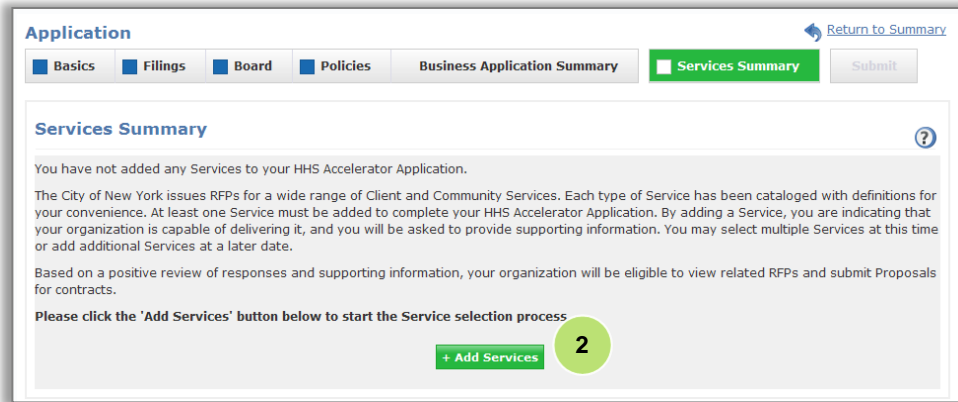 Application
Return to Summary
Basics Filings Board Policies Business Application Summary Services Summary Submit
Services Summary
?
You have not added any Services to your HHS Accelerator Application.
The City of New York issues RFPs for a wide range of Client and Community Services. Each type of Service has been cataloged with definitions for
your convenience. At least one Service must be added to complete your HHS Accelerator Application. By adding a Service, you are indicating that
your organization is capable of delivering it, and you will be asked to provide supporting information. You may select multiple Services at this time
or add additional Services at a later date.
Based on a positive review of responses and supporting information, your organization will be eligible to view related RFPs and submit Proposals
for contracts.
Please click the 'Add Services' button below to start the Service selection process
+ Add Services
2